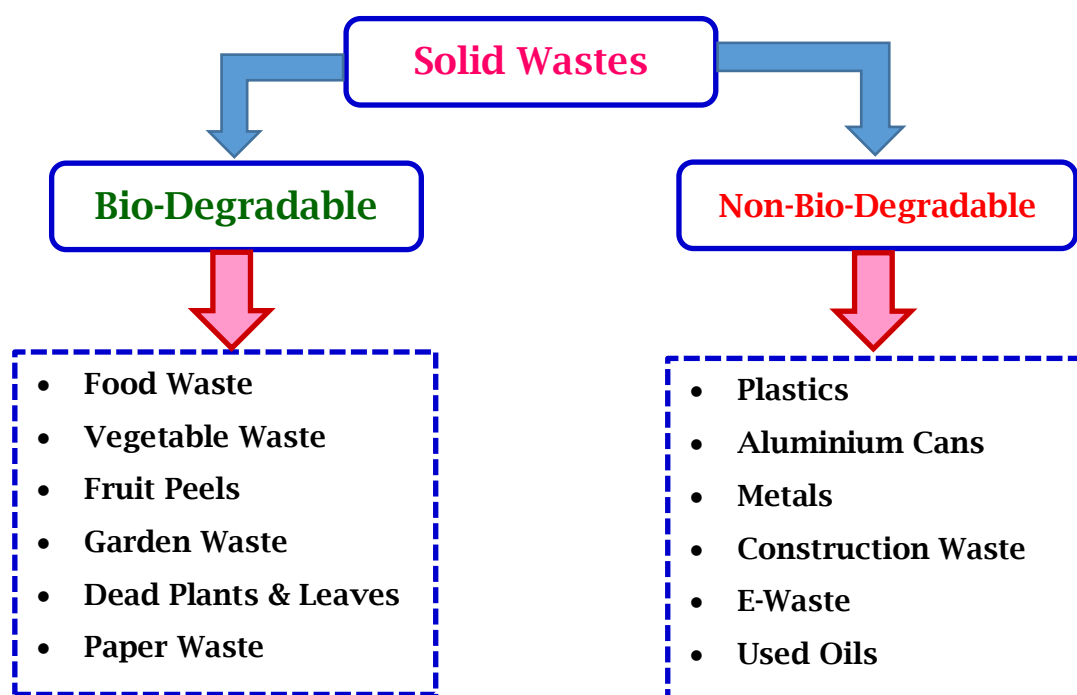 Solid Wastes
Bio-Degradable
Non-Bio-Degradable
• Food Waste
• Vegetable Waste
• Fruit Peels
• Garden Waste
• Dead Plants & Leaves
• Paper Waste
• Plastics
• Aluminium Cans
• Metals
• Construction Waste
• E-Waste
• Used Oils